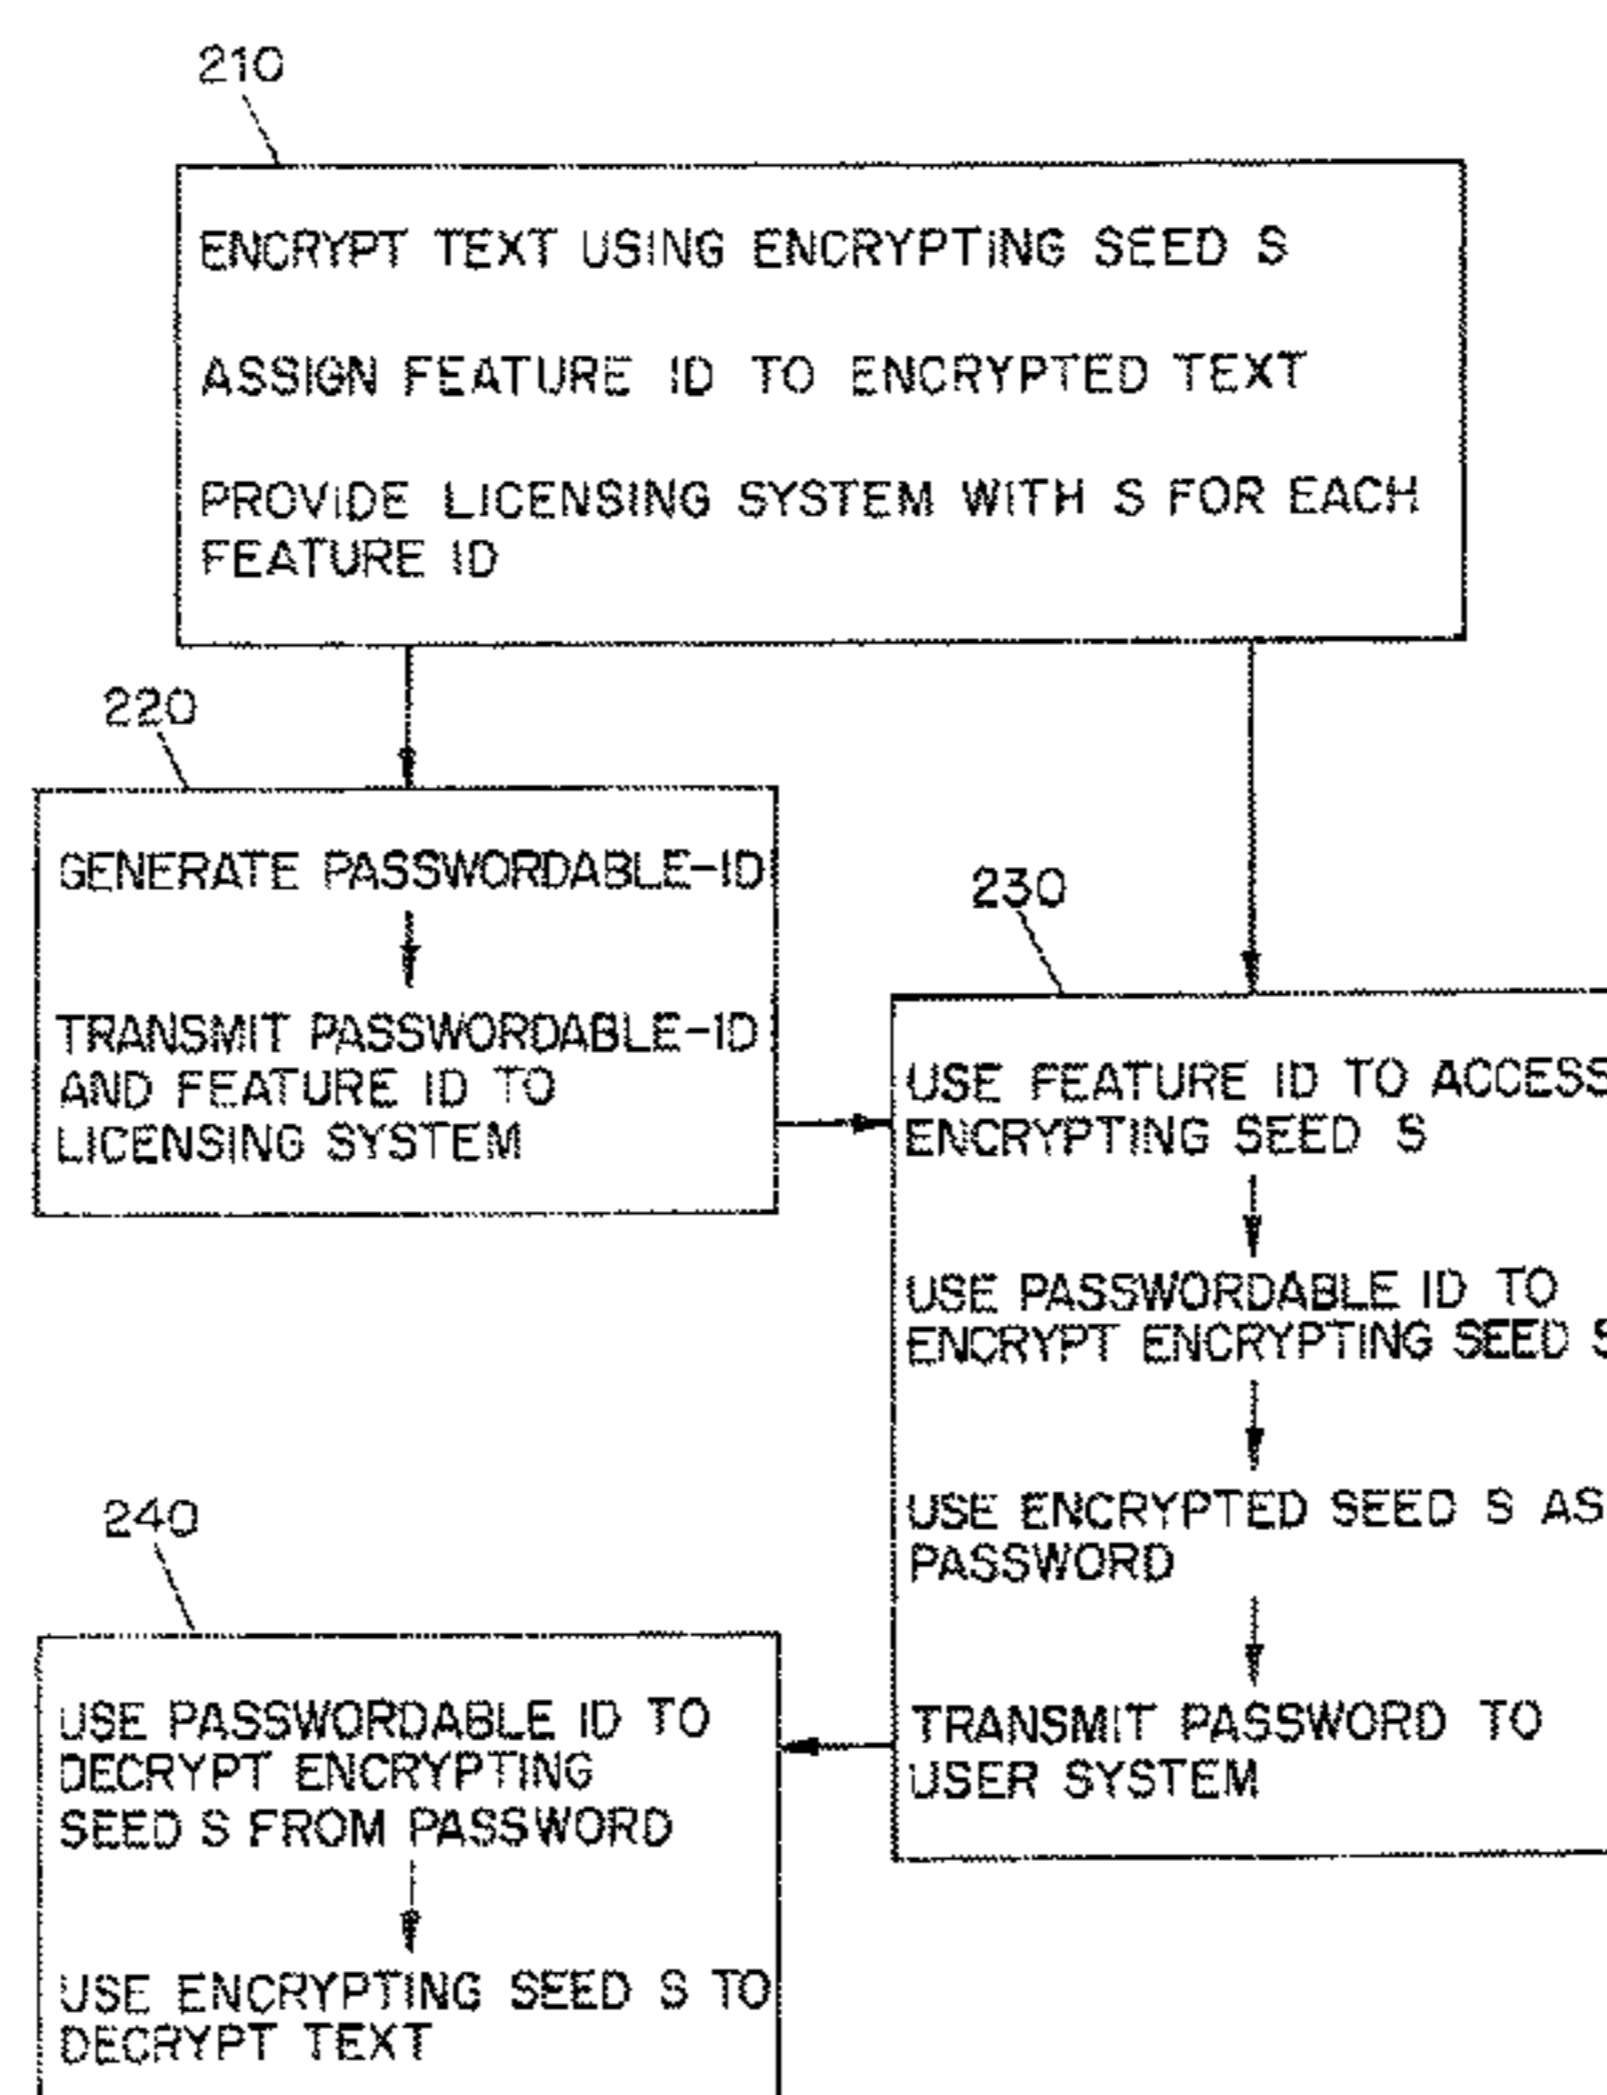 210
ENCRYPT TEXT USING ENCRYPTING SEED S
ASSIGN FEATURE ID TO ENCRYPTED TEXT
PROVIDE LICENSING SYSTEM WITH S FOR EACH
FEATURE ID
220
GENERATE PASSWORDABLE-ID
TRANSMIT PASSWORDABLE-ID
AND FEATURE ID TO
LICENSING SYSTEM
230
USE FEATURE ID TO ACCESS
ENCRYPTING SEED S
USE PASSWORDABLE ID TO
ENCRYPT ENCRYPTING SEED S
USE ENCRYPTED SEED S AS
PASSWORD
TRANSMIT PASSWORD TO
USER SYSTEM
240
USE PASSWORDABLE ID TO
DECRYPT ENCRYPTING
SEED S FROM PASSWORD
USE ENCRYPTING SEED S TO
DECRYPT TEXT